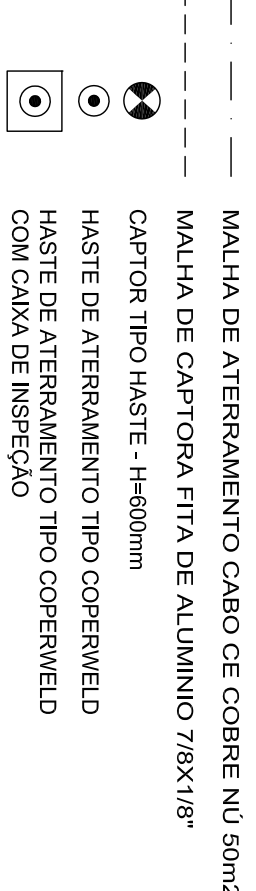 MALHA DE ATERRAMENTO CABO CE COBRE NÚ 50m2
MALHA DE CAPTORA FITA DE ALUMINIO 7/8X1/8"
CAPTOR TIPO HASTE - H=600mm
HASTE DE ATERRAMENTO TIPO COPERWELD
HASTE DE ATERRAMENTO TIPO COPERWELD
COM CAIXA DE INSPEÇÃO